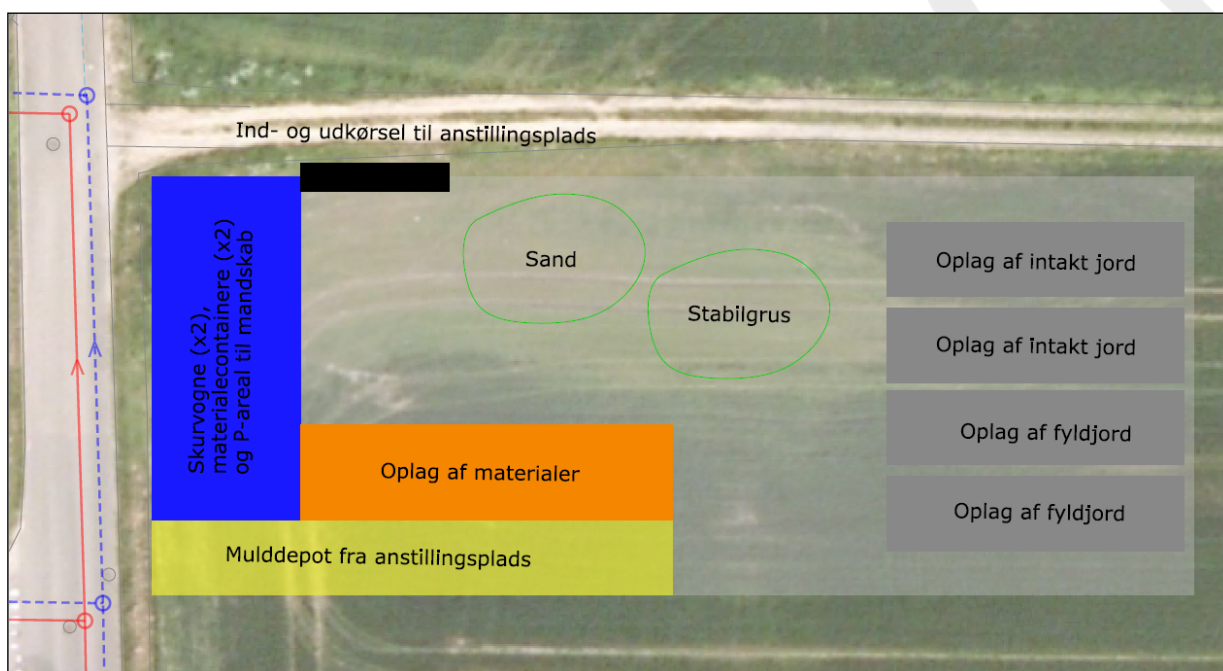 Ind- og udkørsel til anstillingsplads
Skurvogne (x2),
materialecontainere (x2)
og P-areal til mandskab
Sand
Stabilgrus
Oplag af intakt jord
Oplag af intakt jord
Oplag af fyldjord
Oplag af fyldjord
Oplag af materialer
Mulddepot fra anstillingsplads